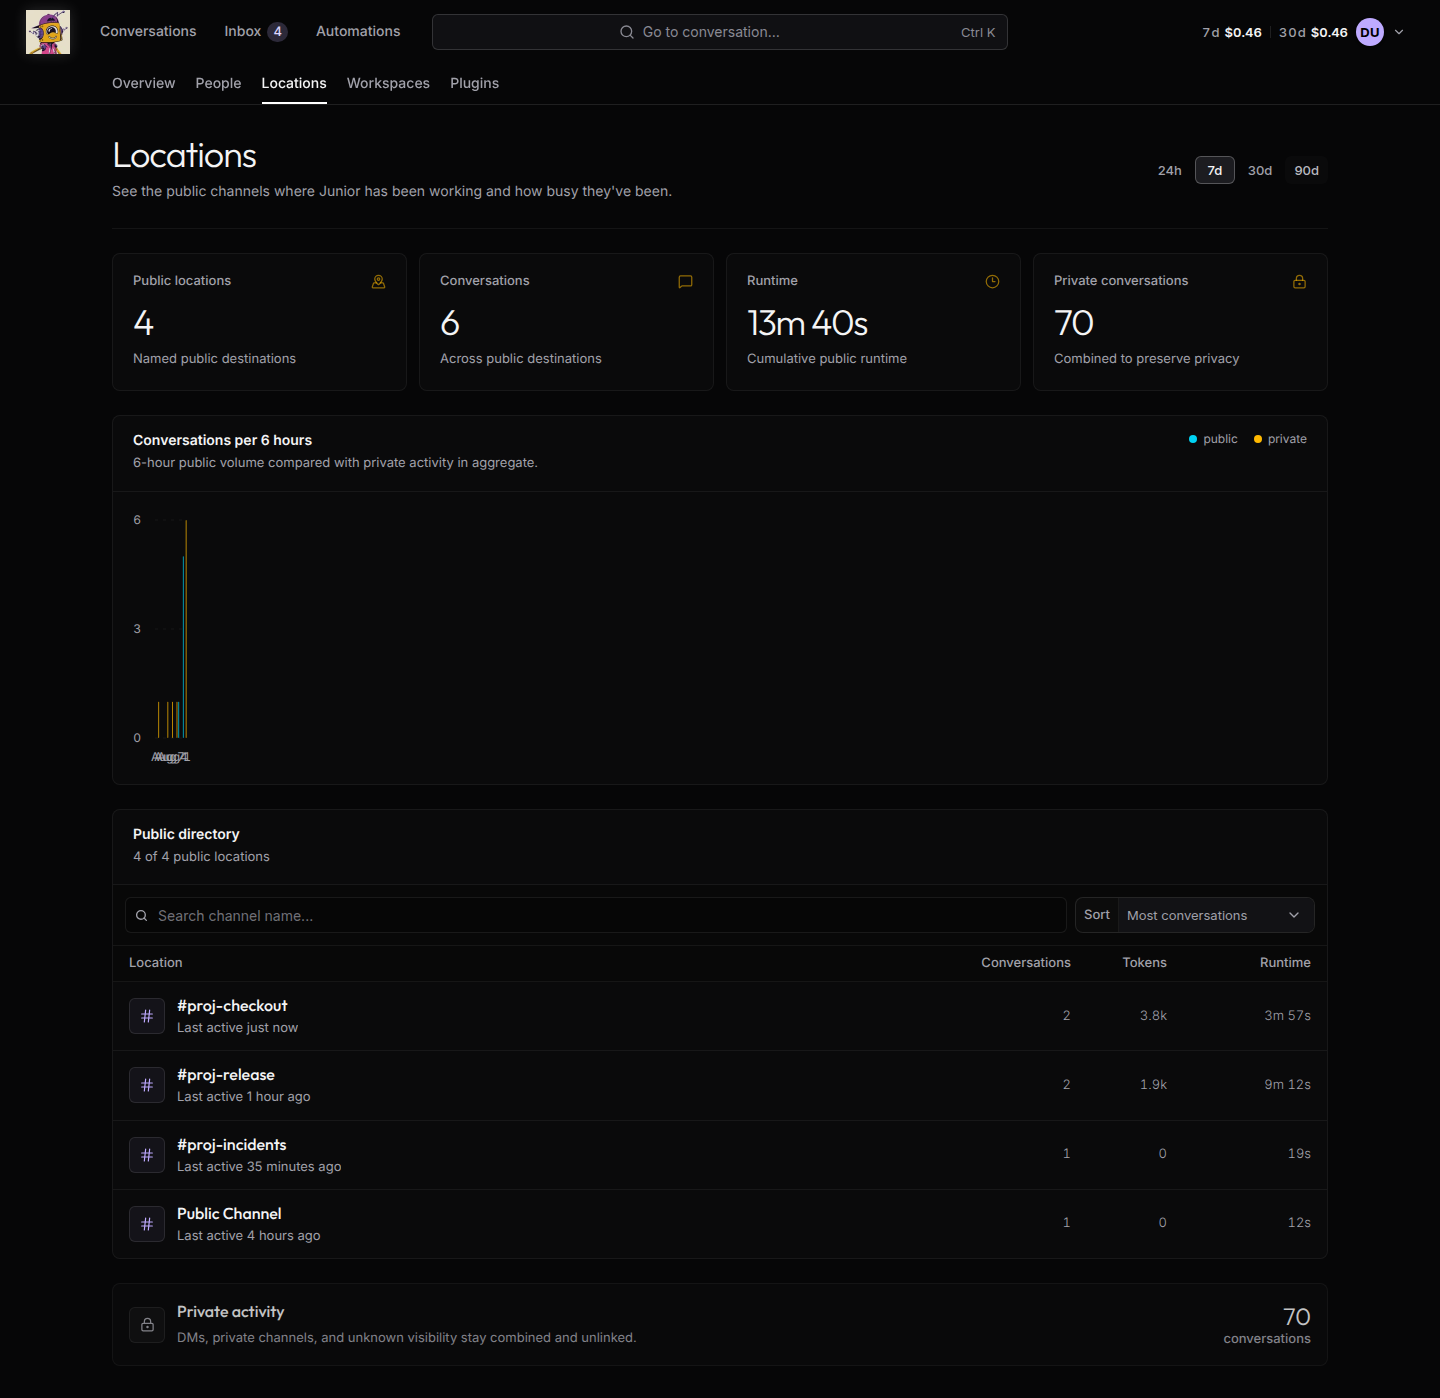 Conversations
Inbox 4
Automations
Go to conversation...
Ctrl K
7d $0.46
30d $0.46
DU
Overview
People
Locations
Workspaces
Plugins
Locations
See the public channels where Junior has been working and how busy they've been.
24h
7d
30d
90d
Public locations
4
Named public destinations
Conversations
6
Across public destinations
Runtime
13m 40s
Cumulative public runtime
Private conversations
70
Combined to preserve privacy
Conversations per 6 hours
6-hour public volume compared with private activity in aggregate.
public
private
6
3
0
Public directory
4 of 4 public locations
Search channel name...
Sort
Most conversations
Location
Conversations
Tokens
Runtime
#proj-checkout
Last active just now
2
3.8k
3m 57s
#proj-release
Last active 1 hour ago
2
1.9k
9m 12s
#proj-incidents
Last active 35 minutes ago
1
0
19s
Public Channel
Last active 4 hours ago
1
0
12s
Private activity
DMs, private channels, and unknown visibility stay combined and unlinked.
70
conversations